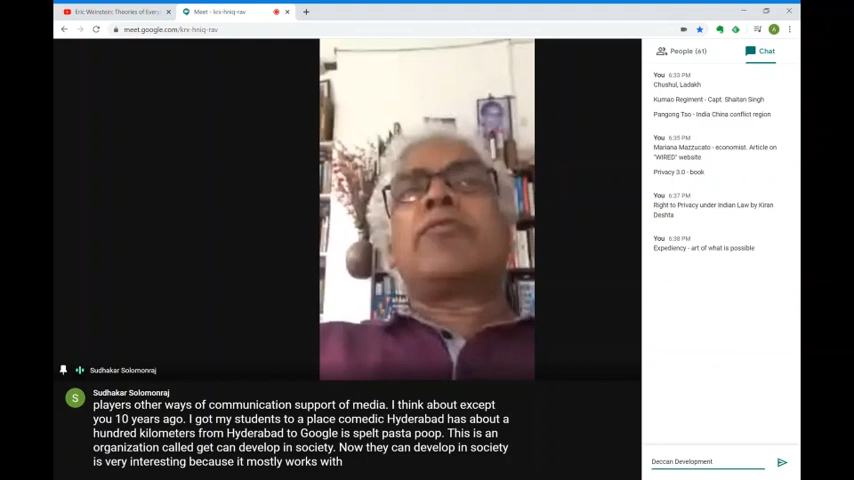 Eric Weinstein: Theories of Every
Meet - krx-hniq-rav
meet.google.com/krx-hniq-rav
People (61)
Chat
You 6:33 PM
Chushul, Ladakh
Kumao Regiment - Capt. Shaitan Singh
Pangong Tao - India China conflict region
You 6:35 PM
Mariana Mazzucato - economist. Article on
"WIRED" website
Privacy 3.0 - book
You 6:37 PM
Right to Privacy under Indian Law by Kiran
Deshta
You 6:38 PM
Expediency - art of what is possible
Sudhakar Solomonraj
S
Sudhakar Solomonraj
players other ways of communication support of media. I think about except
you 10 years ago. I got my students to a place comedic Hyderabad has about a
hundred kilometers from Hyderabad to Google is spelt pasta poop. This is an
organization called get can develop in society. Now they can develop in society
is very interesting because it mostly works with
Deccan Development